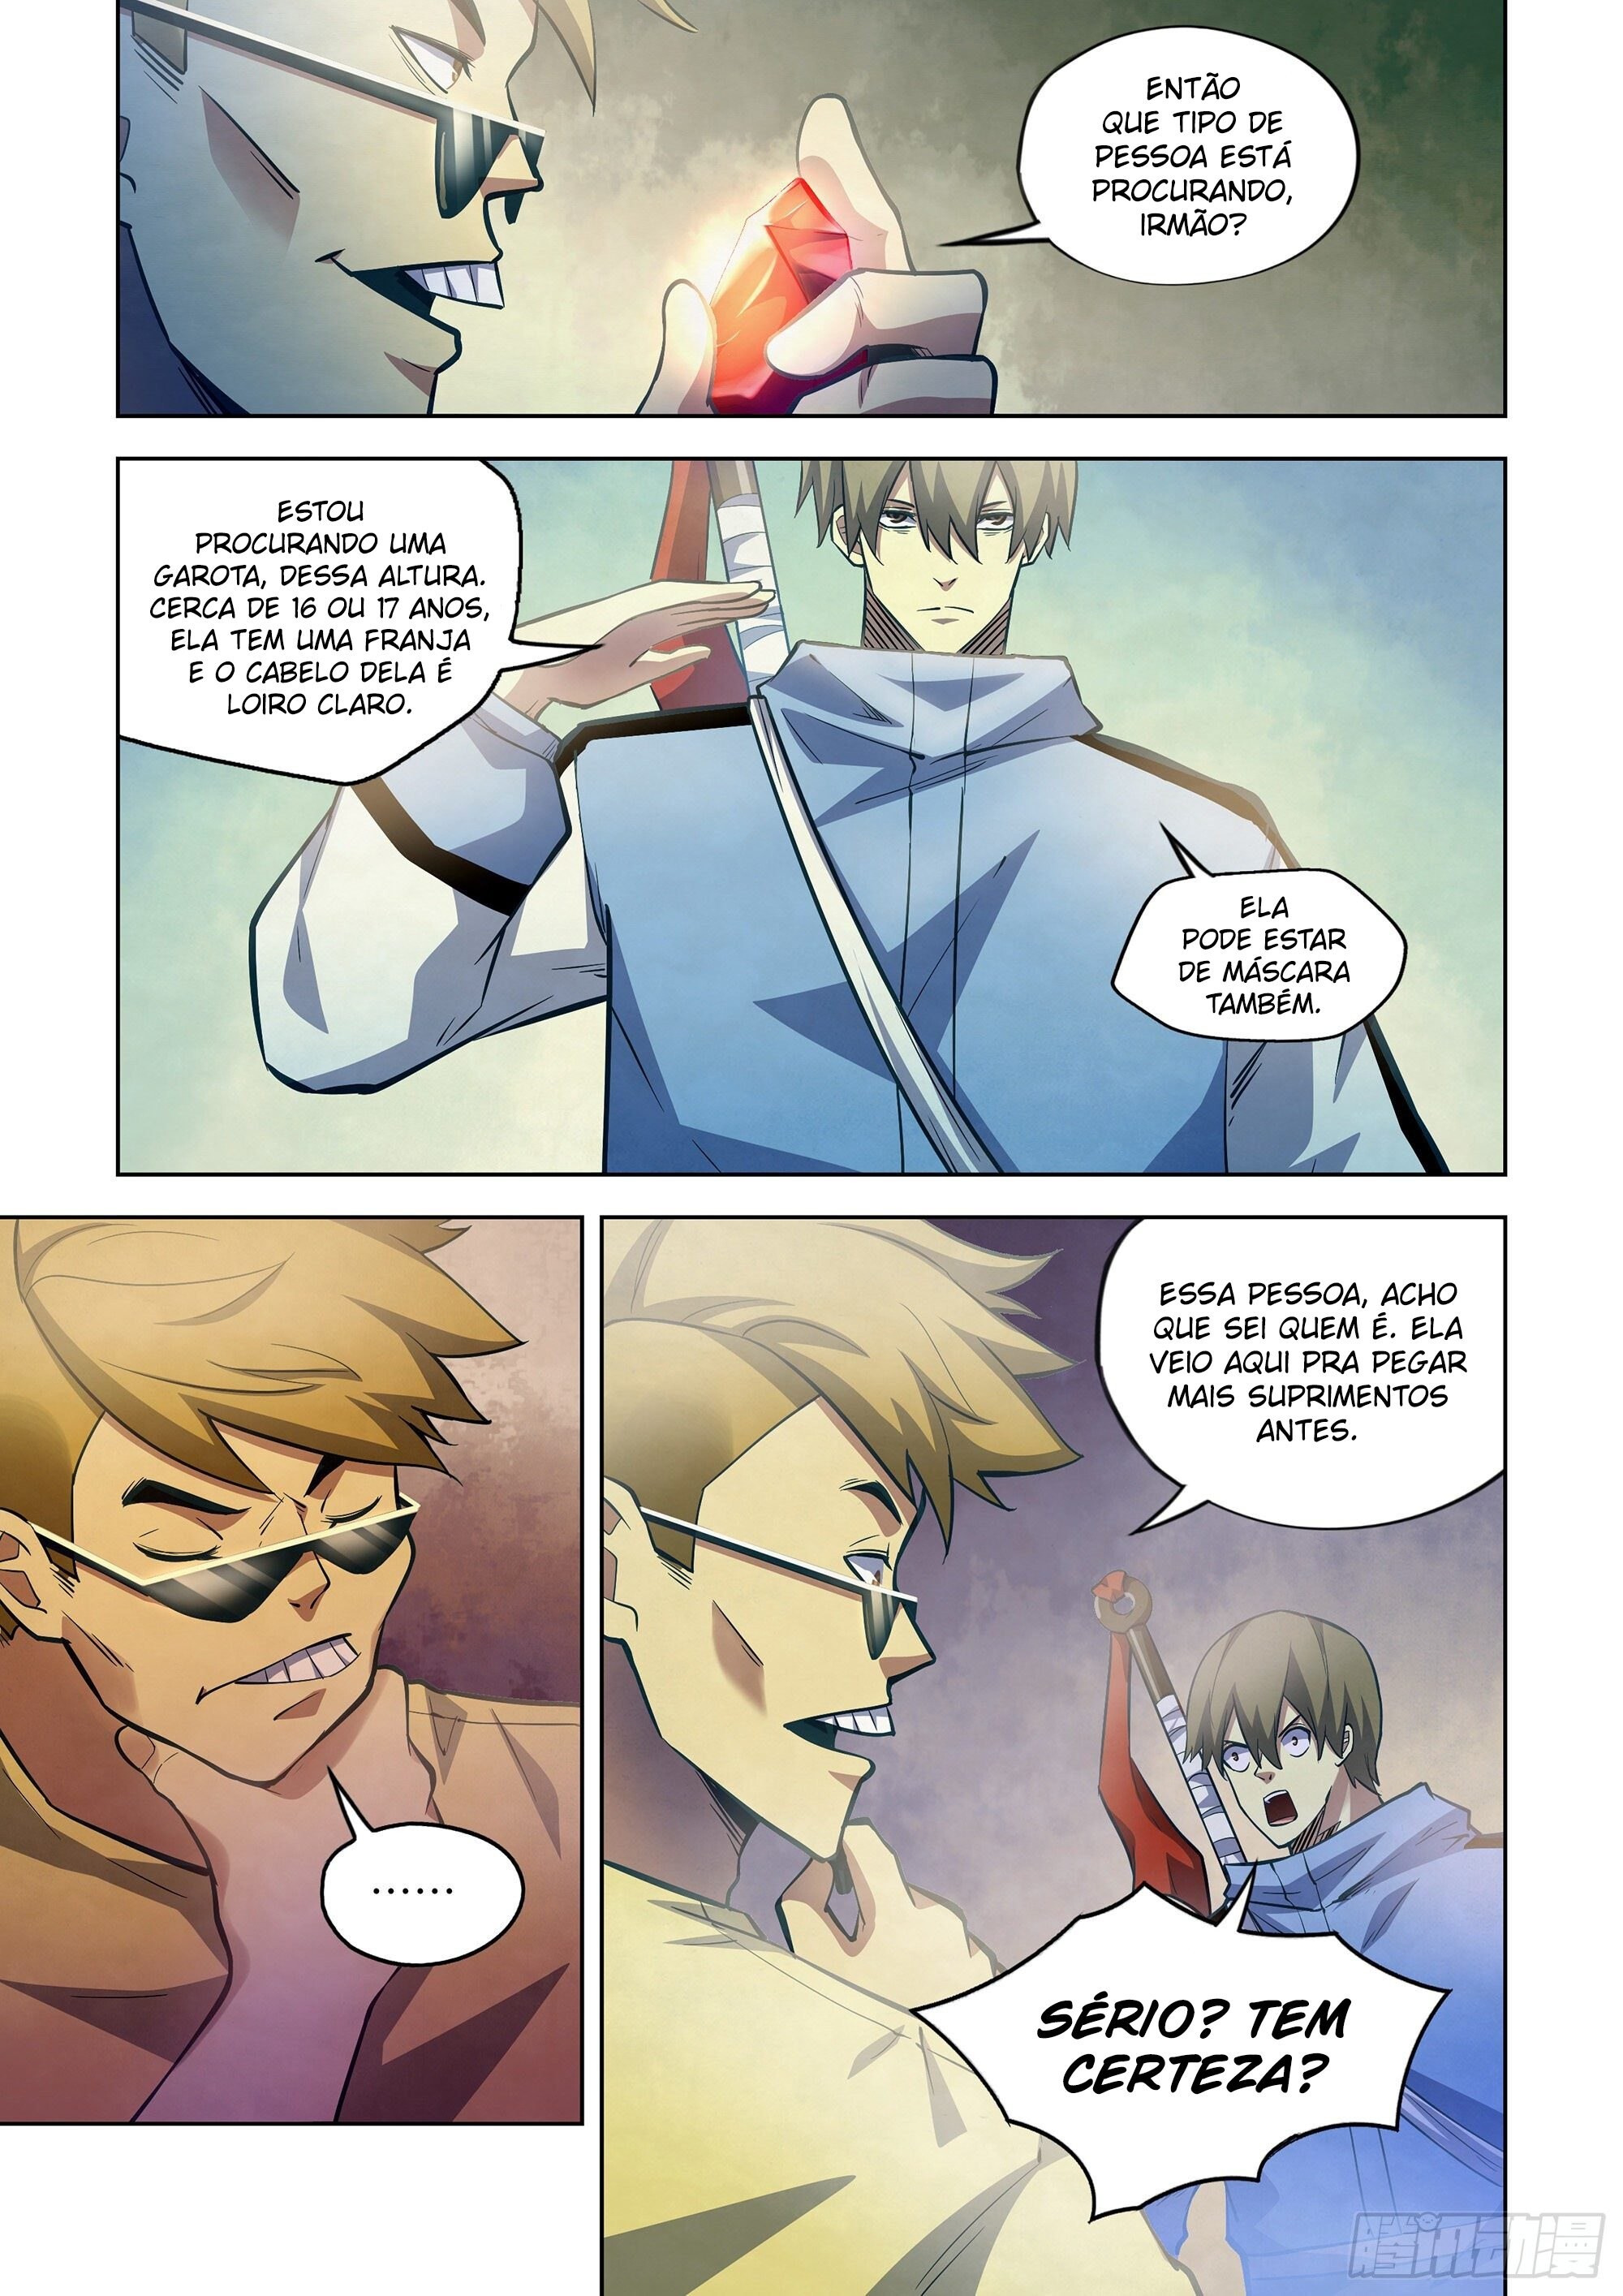 ENTÃO
QUE TIPO DE
PESSOA ESTÁ
PROCURANDO,
IRMÃO?
ESTOU
PROCURANDO UMA
GAROTA, DESSA ALTURA.
CERCA DE 16 OU 17 ANOS,
ELA TEM UMA FRANJA
E O CABELO DELA É
LOIRO CLARO.
ELA
PODE ESTAR
DE MÁSCARA
TAMBÉM.
......
ESSA PESSOA, ACHO
QUE SEI QUEM É. ELA
VEIO AQUI PRA PEGAR
MAIS SUPRIMENTOS
ANTES.
SÉRIO? TEM
CERTEZA?
腾讯动漫